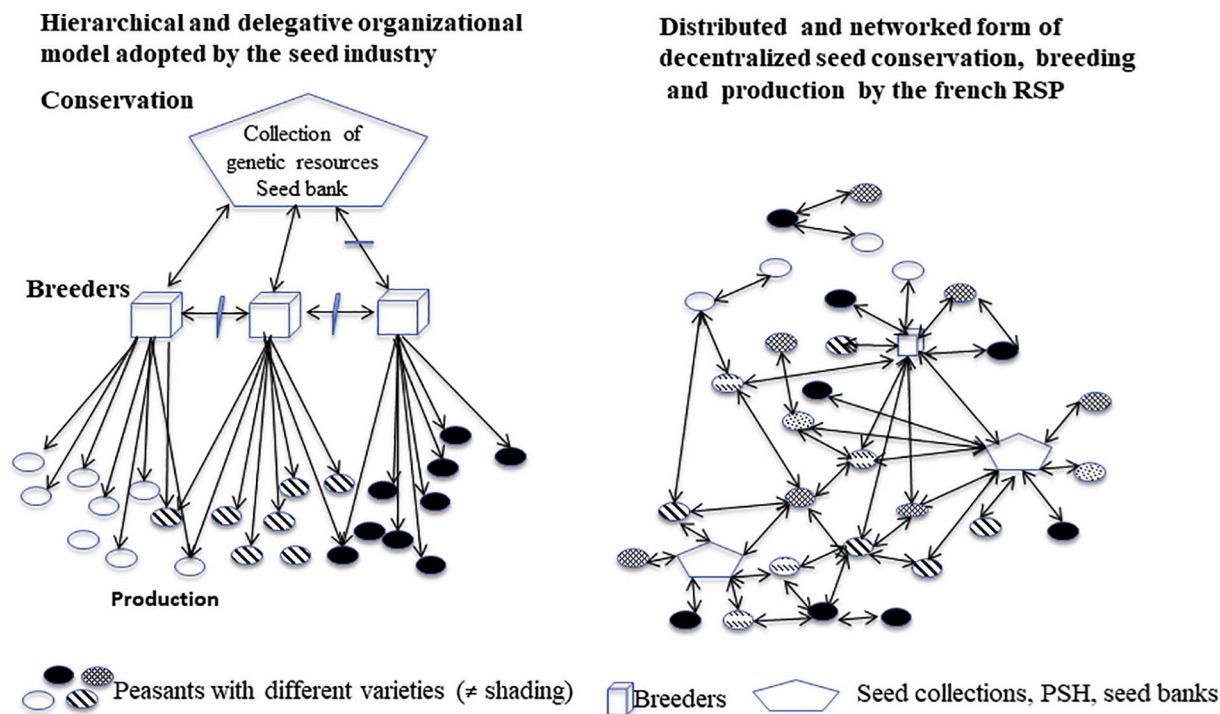 Hierarchical and delegative organizational
model adopted by the seed industry
Conservation
Collection of
genetic resources
Seed bank
Breeders
Production
Distributed and networked form of
decentralized seed conservation, breeding
and production by the french RSP
Peasants with different varieties (≠ shading)
Breeders
Seed collections, PSH, seed banks